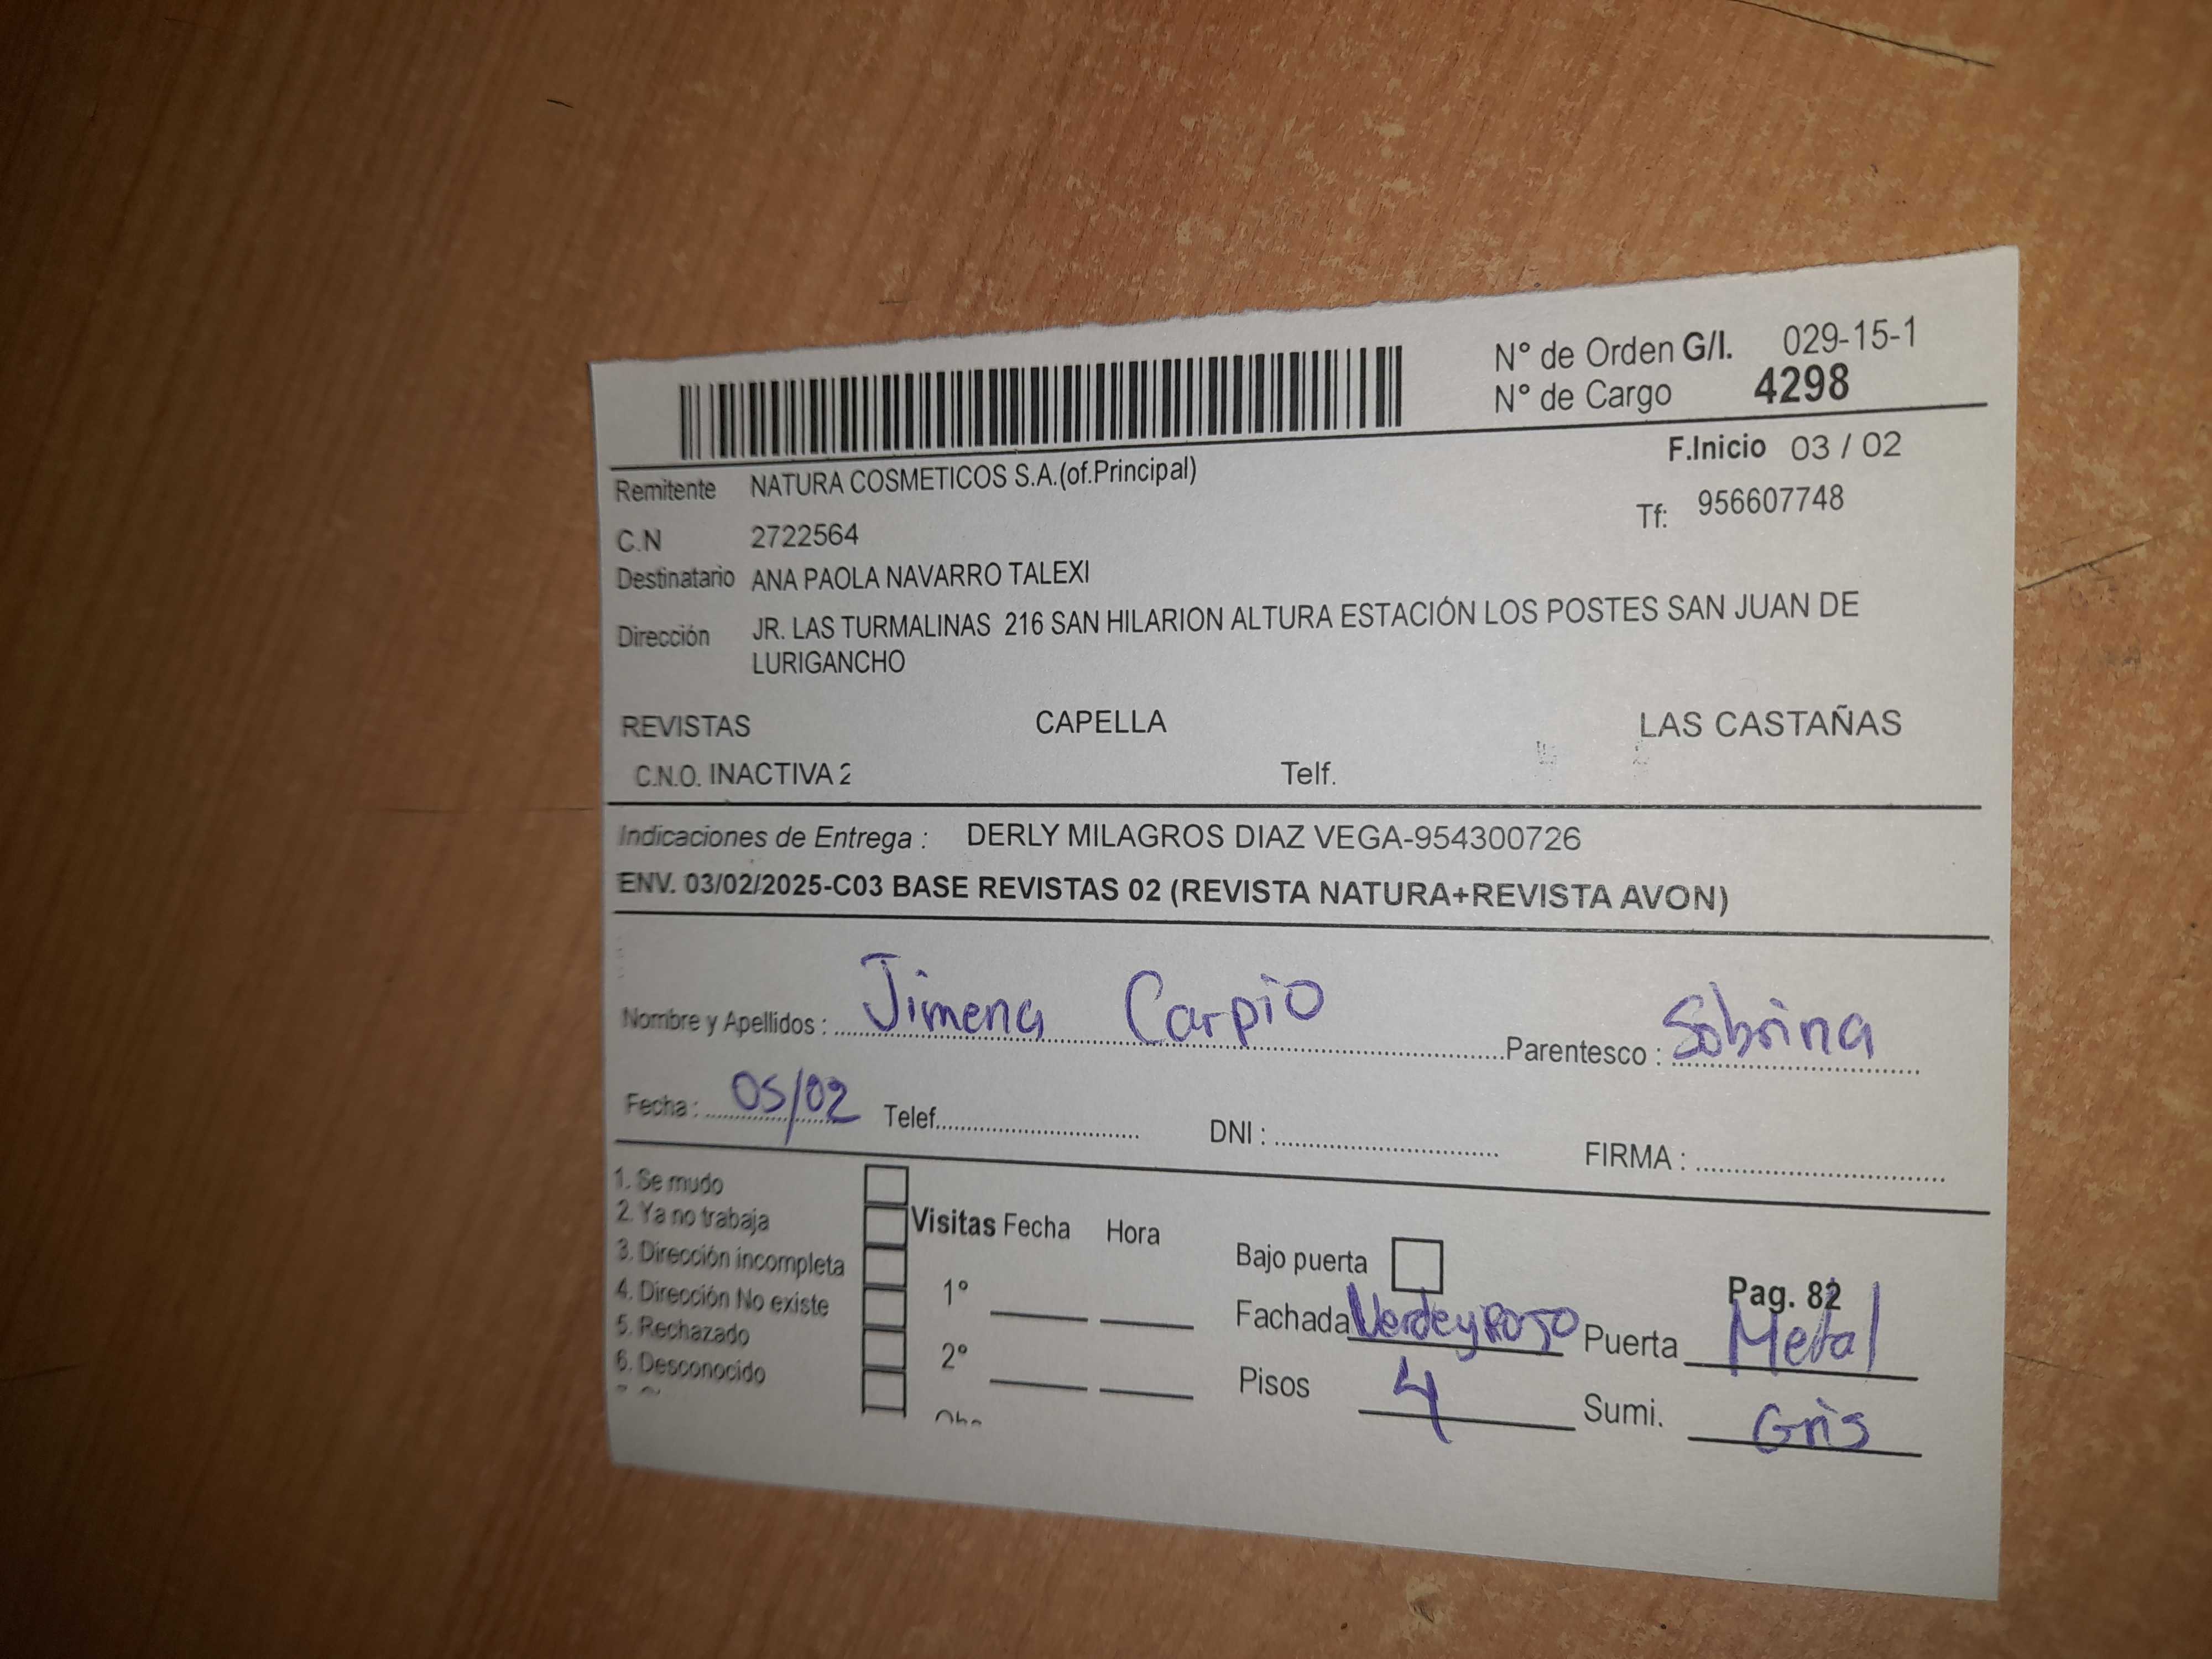 N° de Orden G/I. 029-15-1
N° de Cargo 4298
F.Inicio 03 / 02
Remitente NATURA COSMETICOS S.A.(of.Principal)
Tf: 956607748
C.N 2722564
Destinatario ANA PAOLA NAVARRO TALEXI
Dirección JR. LAS TURMALINAS 216 SAN HILARION ALTURA ESTACIÓN LOS POSTES SAN JUAN DE
LURIGANCHO
REVISTAS CAPELLA LAS CASTAÑAS
C.N.O. INACTIVA 2 Telf.
Indicaciones de Entrega : DERLY MILAGROS DIAZ VEGA-954300726
ENV. 03/02/2025-C03 BASE REVISTAS 02 (REVISTA NATURA+REVISTA AVON)
Nombre y Apellidos : Jimena Carpio Parentesco : Sobrina
Fecha : 05/02 Telef. DNI : FIRMA :
1. Se mudo
2. Ya no trabaja
3. Dirección incompleta
4. Dirección No existe
5. Rechazado
6. Desconocido
Visitas Fecha Hora
1°
2°
Bajo puerta Pag. 82
Fachada Verde y Rojo Puerta Metal
Pisos 4 Sumi. Gris